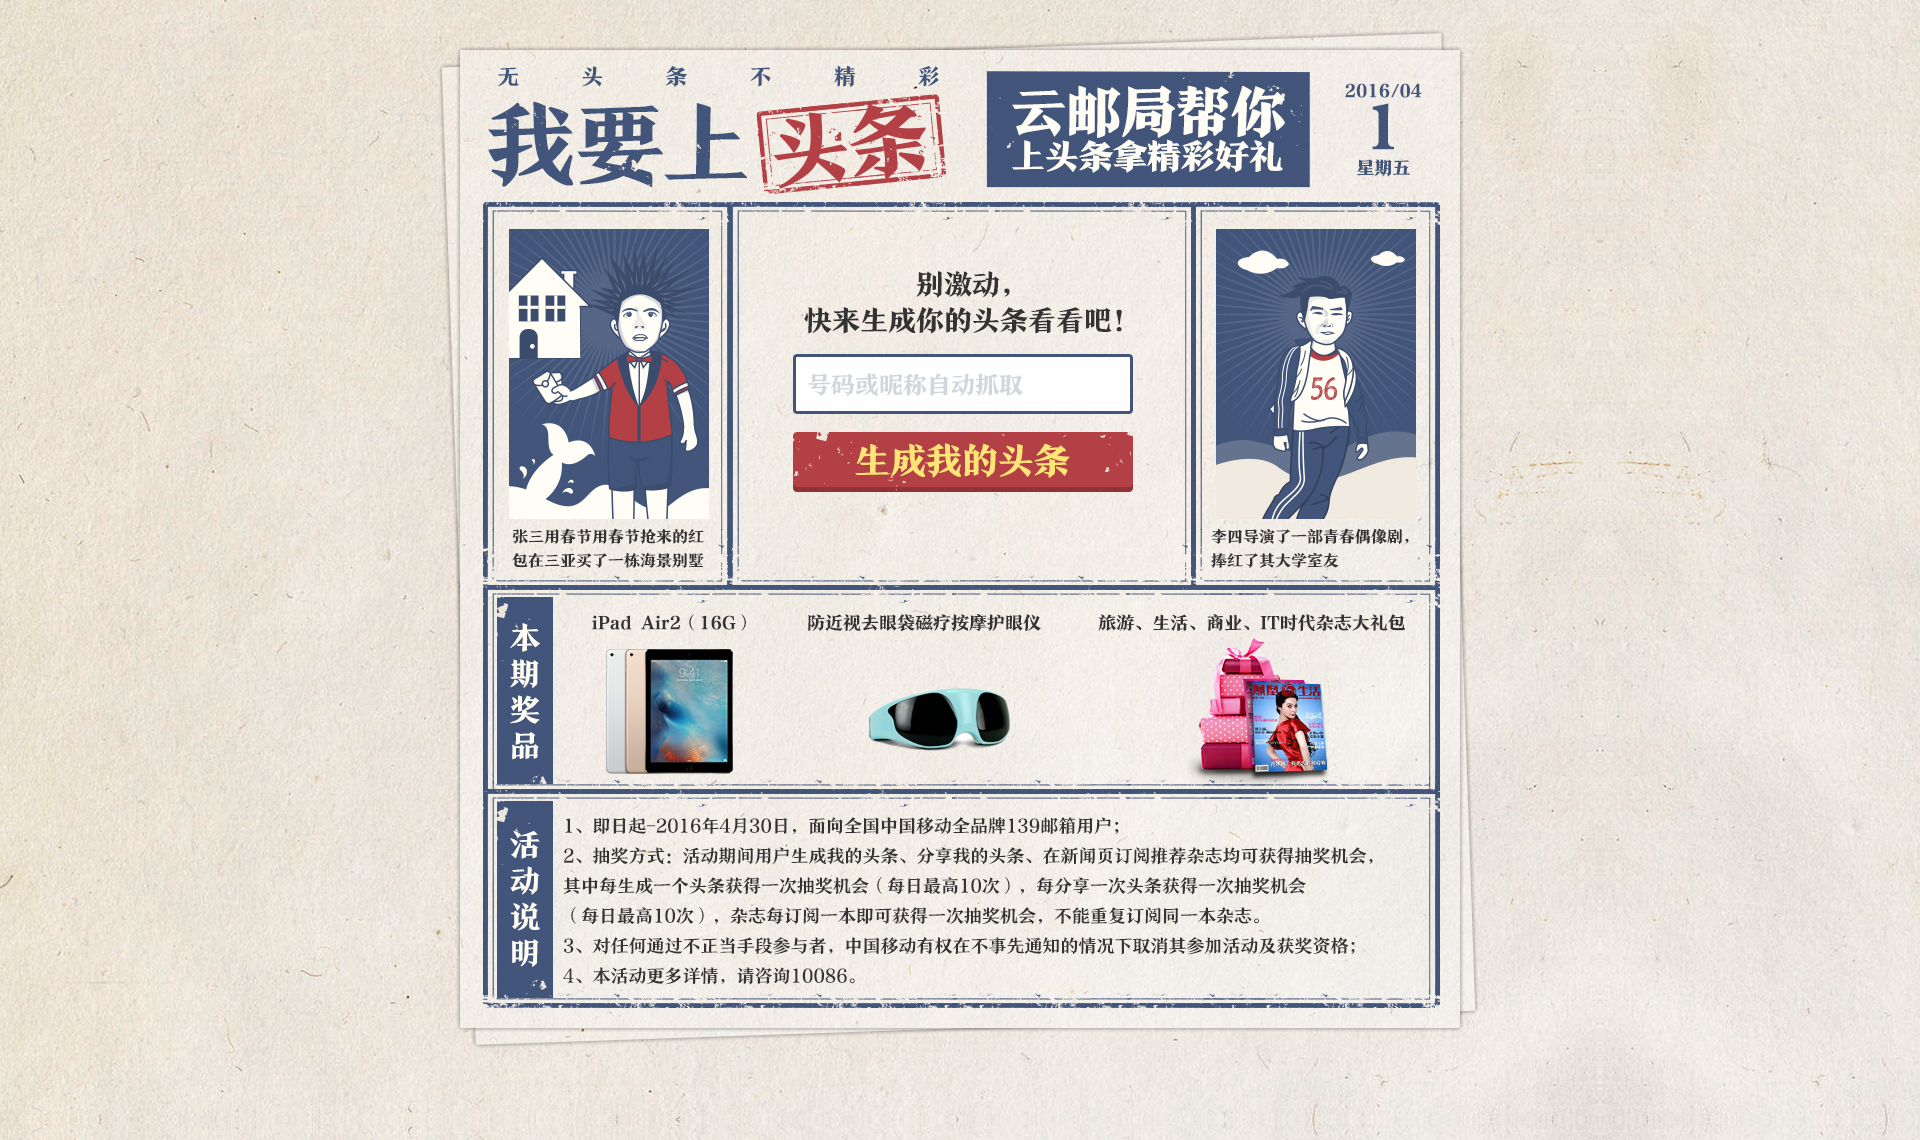 无头条不精彩
我要上头条
云邮局帮你
上头条拿精彩好礼
2016/04
1
星期五
别激动，
快来生成你的头条看看吧！
号码或昵称自动抓取
生成我的头条
56
张三用春节用春节抢来的红
包在三亚买了一栋海景别墅
李四导演了一部青春偶像剧，
捧红了其大学室友
本期奖品
iPad Air2（16G）
防近视去眼袋磁疗按摩护眼仪
旅游、生活、商业、IT时代杂志大礼包
9:41
凤凰生活
活动说明
1、即日起-2016年4月30日，面向全国中国移动全品牌139邮箱用户；
2、抽奖方式：活动期间用户生成我的头条、分享我的头条、在新闻页订阅推荐杂志均可获得抽奖机会，
其中每生成一个头条获得一次抽奖机会（每日最高10次），每分享一次头条获得一次抽奖机会
（每日最高10次），杂志每订阅一本即可获得一次抽奖机会，不能重复订阅同一本杂志。
3、对任何通过不正当手段参与者，中国移动有权在不事先通知的情况下取消其参加活动及获奖资格；
4、本活动更多详情，请咨询10086。